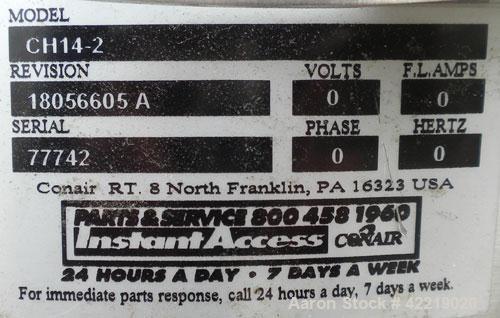 MODEL
CH14-2
REVISION VOLTS F.L.AMPS
18056605 A 0 0
SERIAL PHASE HERTZ
77742 0 0
Conair RT. 8 North Franklin, PA 16323 USA
PARTS & SERVICE 800 458 1960
Instant Access CONAIR
24 HOURS A DAY • 7 DAYS A WEEK
For immediate parts response, call 24 hours a day, 7 days a week.
Aaron Stock # 42219020